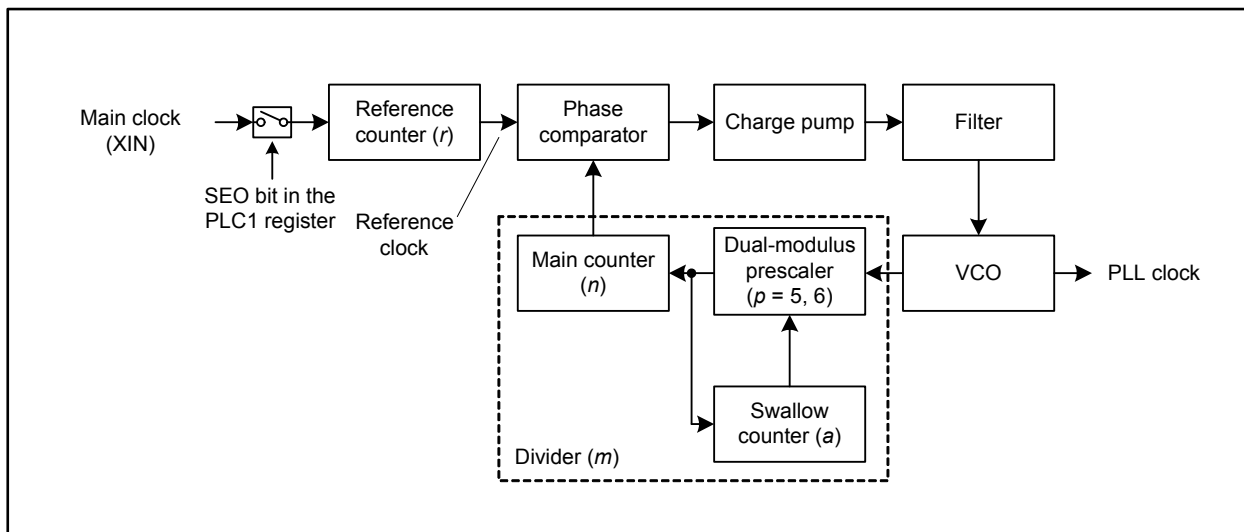 Main clock
(XIN)
SEO bit in the
PLC1 register
Reference
counter (r)
Reference
clock
Phase
comparator
Charge pump
Filter
Main counter
(n)
Dual-modulus
prescaler
(p = 5, 6)
VCO
PLL clock
Swallow
counter (a)
Divider (m)